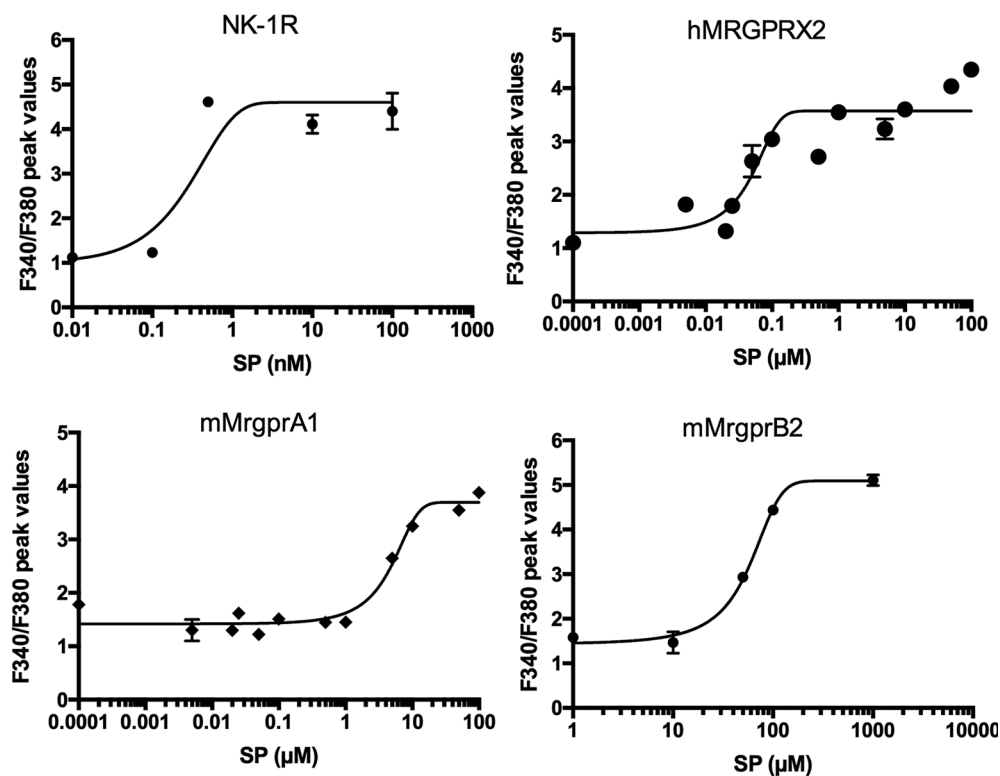 NK-1R
F340/F380 peak values
6
5
4
3
2
1
0
0.01 0.1 1 10 100 1000
SP (nM)
hMRGPRX2
F340/F380 peak values
5
4
3
2
1
0
0.0001 0.001 0.01 0.1 1 10 100
SP (µM)
mMrgprA1
F340/F380 peak values
5
4
3
2
1
0
0.0001 0.01 0.1 1 10 100
SP (µM)
mMrgprB2
F340/F380 peak values
6
5
4
3
2
1
0
1 10 100 1000 10000
SP (µM)